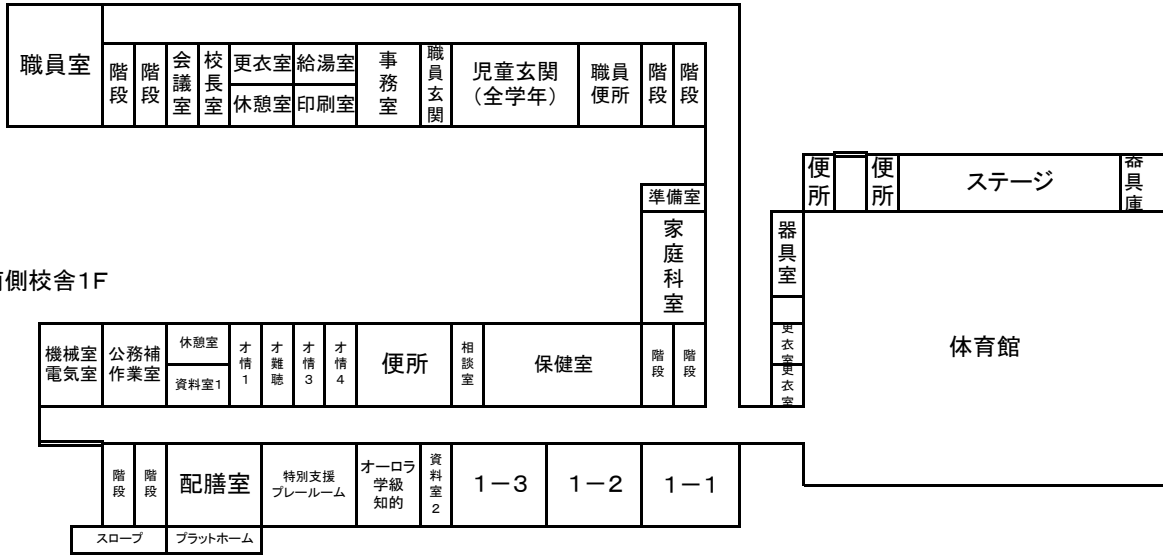 職員室
階段
階段
会議室
校長室
更衣室
給湯室
休憩室
印刷室
事務室
職員玄関
児童玄関
（全学年）
職員
便所
階段
階段
便所
便所
ステージ
器具庫
準備室
家庭科室
器具室
側校舎1F
機械室
電気室
公務補
作業室
休憩室
資料室1
オ情1
オ難聴
オ情3
オ情4
便所
相談室
保健室
階段
階段
更衣室
更衣室
体育館
階段
階段
配膳室
特別支援
プレールーム
オーロラ
学級
知的
資料室2
1－3
1－2
1－1
スロープ
プラットホーム